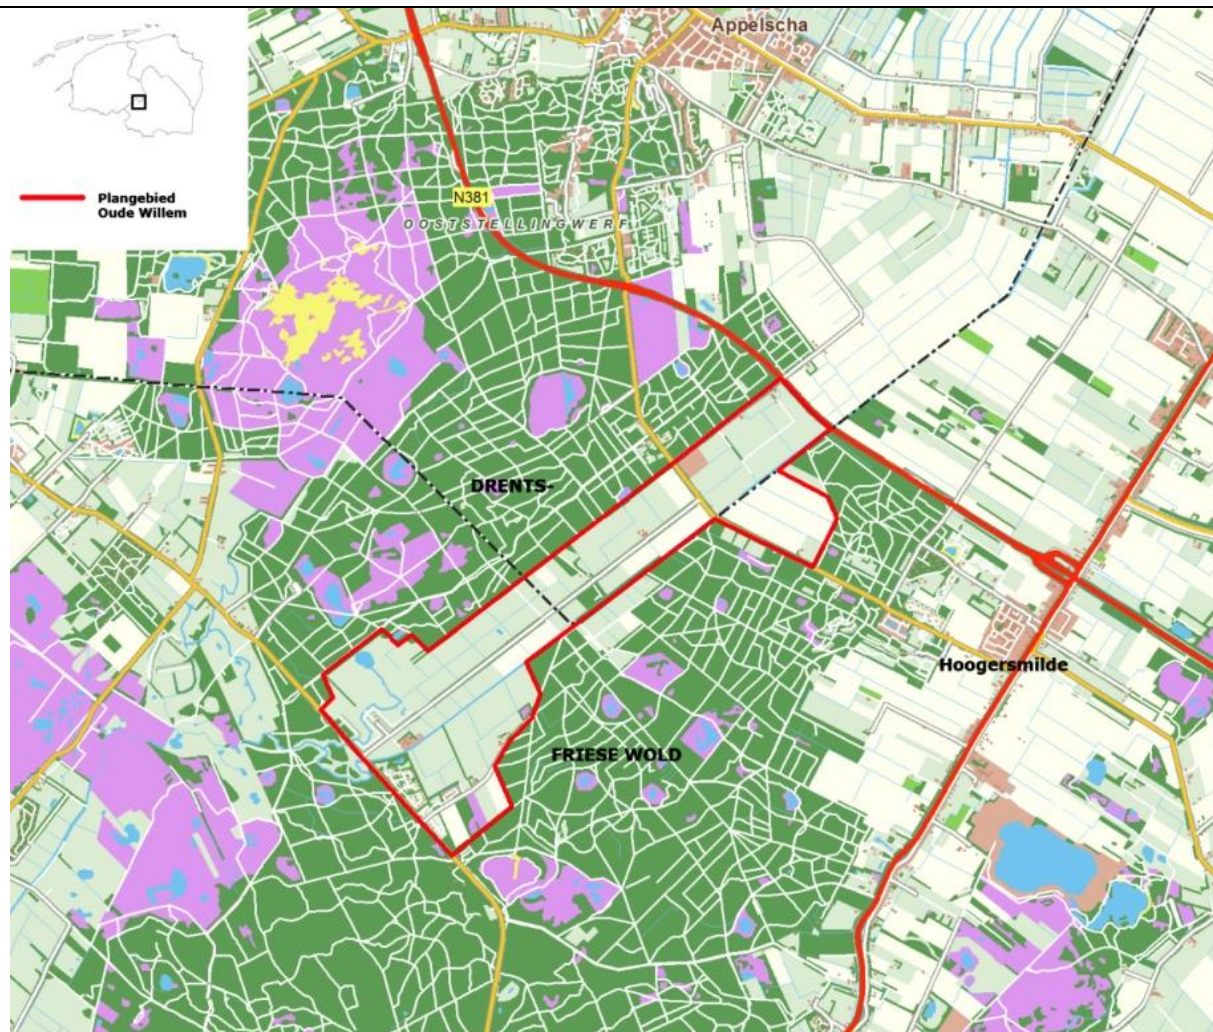 Appelscha
Plangebied
Oude Willem
N381
OOSTSTELLINGWERF
DRENTS-
Hoogersmilde
FRIESE WOLD